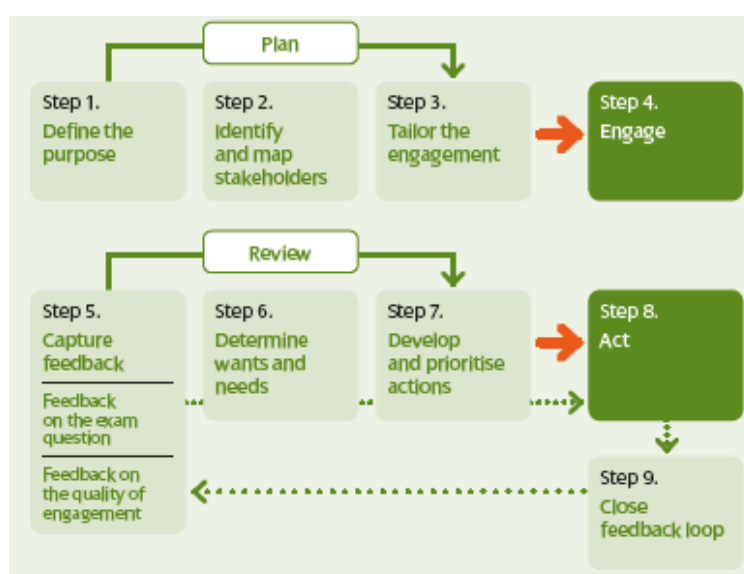 Plan
Step 1.
Define the
purpose
Step 2.
Identify
and map
stakeholders
Step 3.
Tailor the
engagement
Step 4.
Engage
Review
Step 5.
Capture
feedback
Feedback
on the exam
question
Feedback on
the quality of
engagement
Step 6.
Determine
wants and
needs
Step 7.
Develop
and prioritise
actions
Step 8.
Act
Step 9.
Close
feedback loop